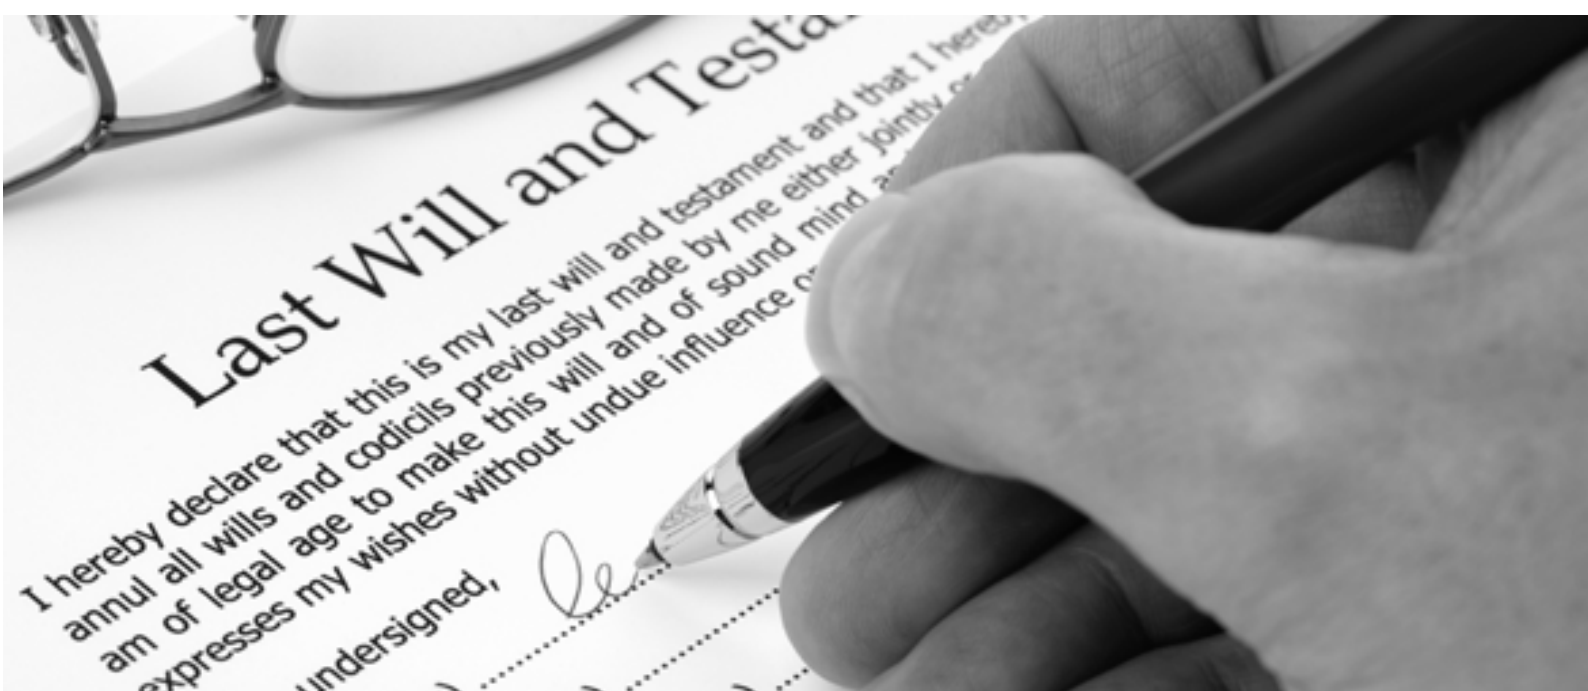 Last Will and Testa
I hereby declare that this is my last will and testament and that I hereby
annul all wills and codicils previously made by me either jointly or
am of legal age to make this will and of sound mind
expresses my wishes without undue influence
undersigned,